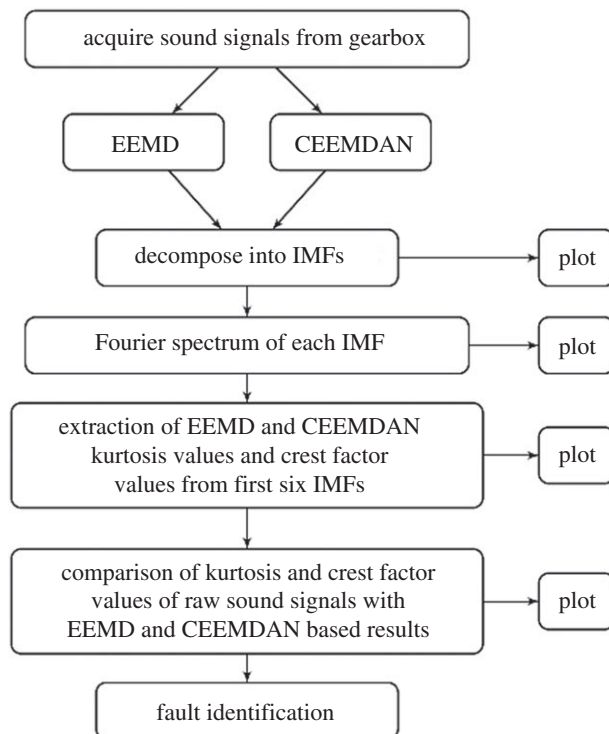 acquire sound signals from gearbox
EEMD
CEEMDAN
decompose into IMFs
plot
Fourier spectrum of each IMF
plot
extraction of EEMD and CEEMDAN
kurtosis values and crest factor
values from first six IMFs
plot
comparison of kurtosis and crest factor
values of raw sound signals with
EEMD and CEEMDAN based results
plot
fault identification